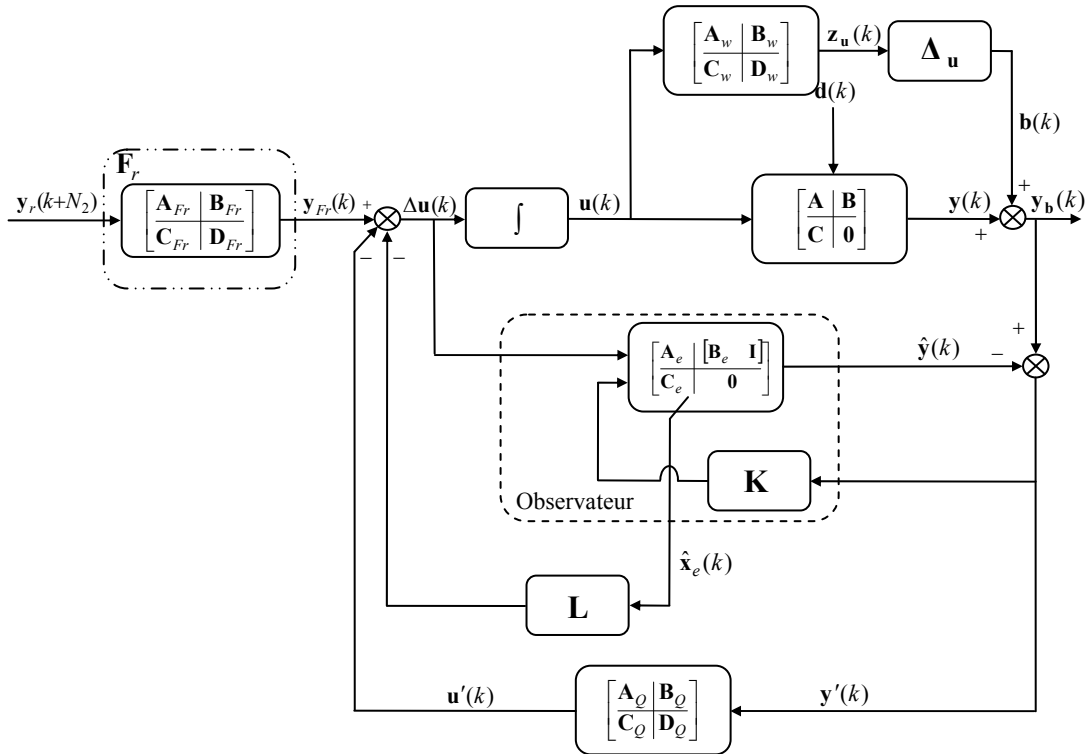 [A_w | B_w
C_w | D_w]
z_u(k)
Δ_u
d(k)
b(k)
F_r
y_r(k+N_2)
[A_Fr | B_Fr
C_Fr | D_Fr]
y_Fr(k)
+
Δu(k)
−
−
∫
u(k)
[A | B
C | 0]
y(k)
+
+
y_b(k)
+
−
ŷ(k)
[A_e | [B_e I]
C_e | 0]
K
Observateur
x̂_e(k)
L
u′(k)
[A_Q | B_Q
C_Q | D_Q]
y′(k)